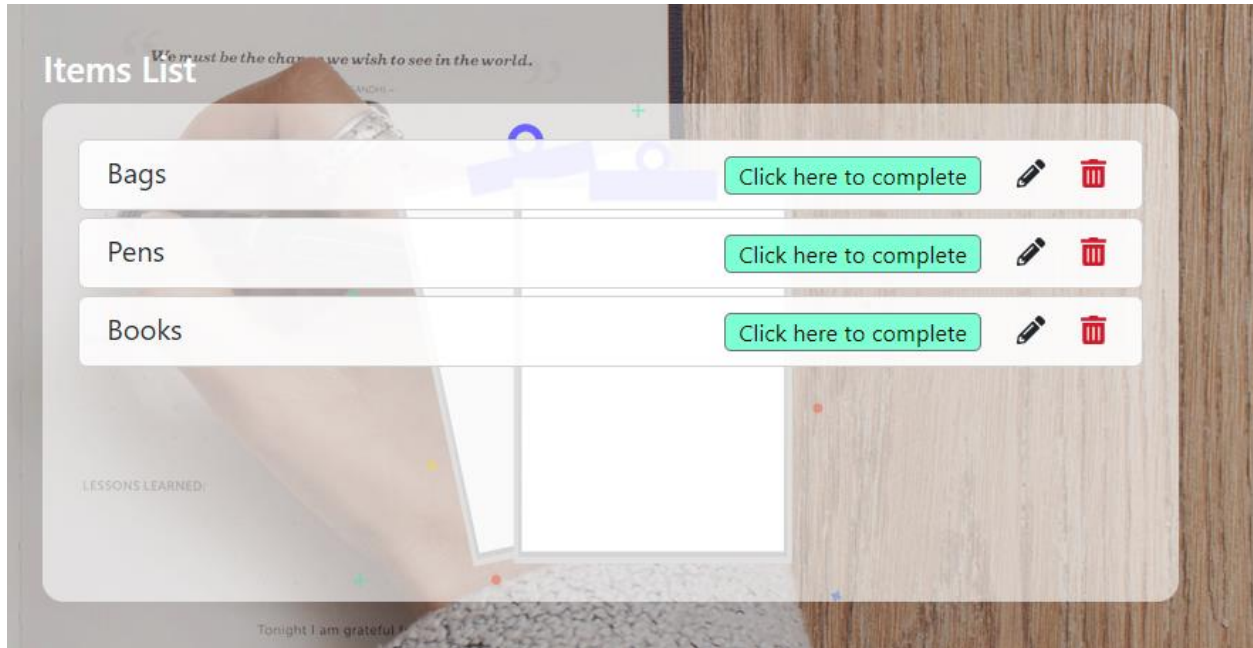 We must be the change we wish to see in the world.
Items List
Bags
Click here to complete
Pens
Click here to complete
Books
Click here to complete
LESSONS LEARNED:
Tonight I am grateful